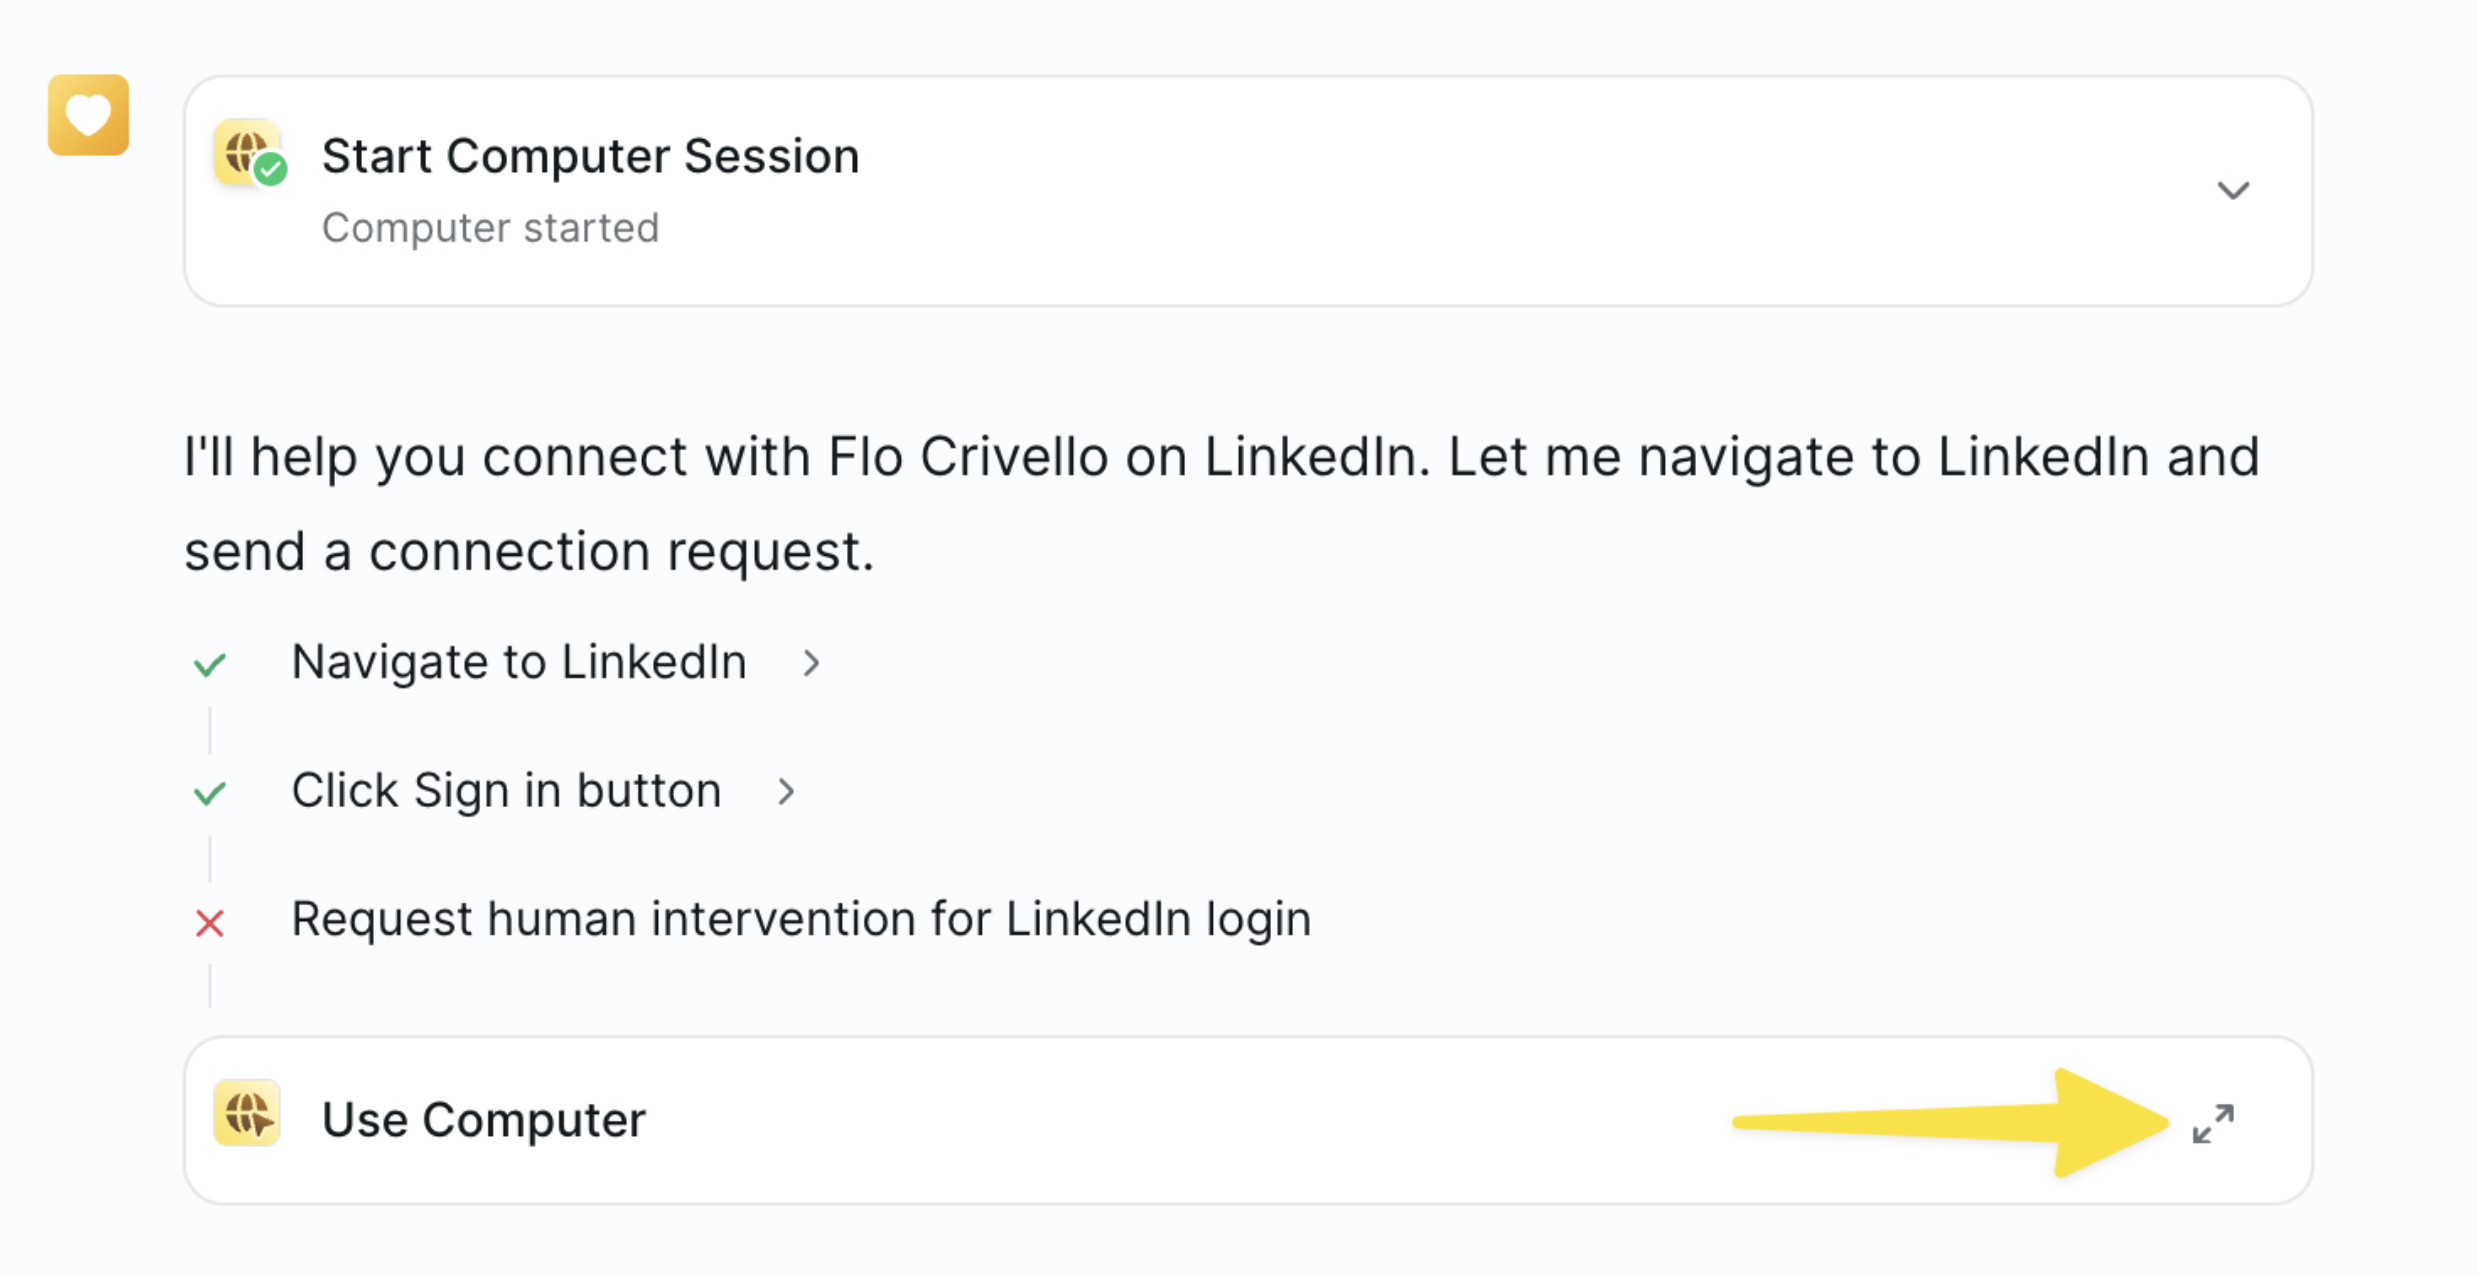 Start Computer Session
Computer started
I'll help you connect with Flo Crivello on LinkedIn. Let me navigate to LinkedIn and
send a connection request.
Navigate to LinkedIn
Click Sign in button
Request human intervention for LinkedIn login
Use Computer